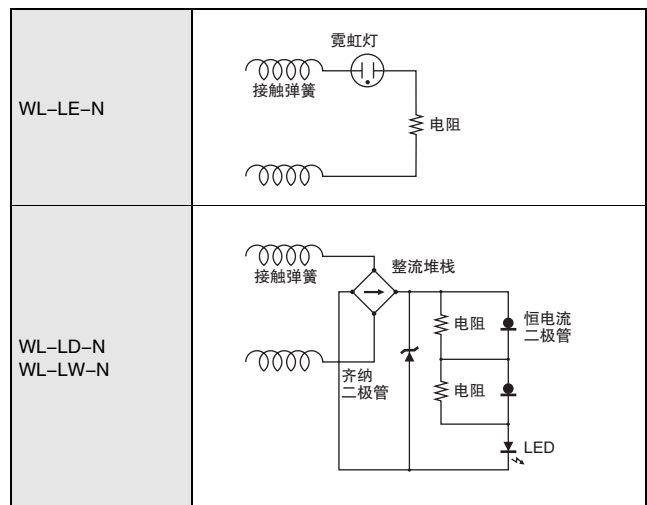 WL–LE–N
霓虹灯
接触弹簧
电阻
WL–LD–N
WL–LW–N
接触弹簧
整流堆栈
电阻
恒电流
二极管
齐纳
二极管
电阻
LED